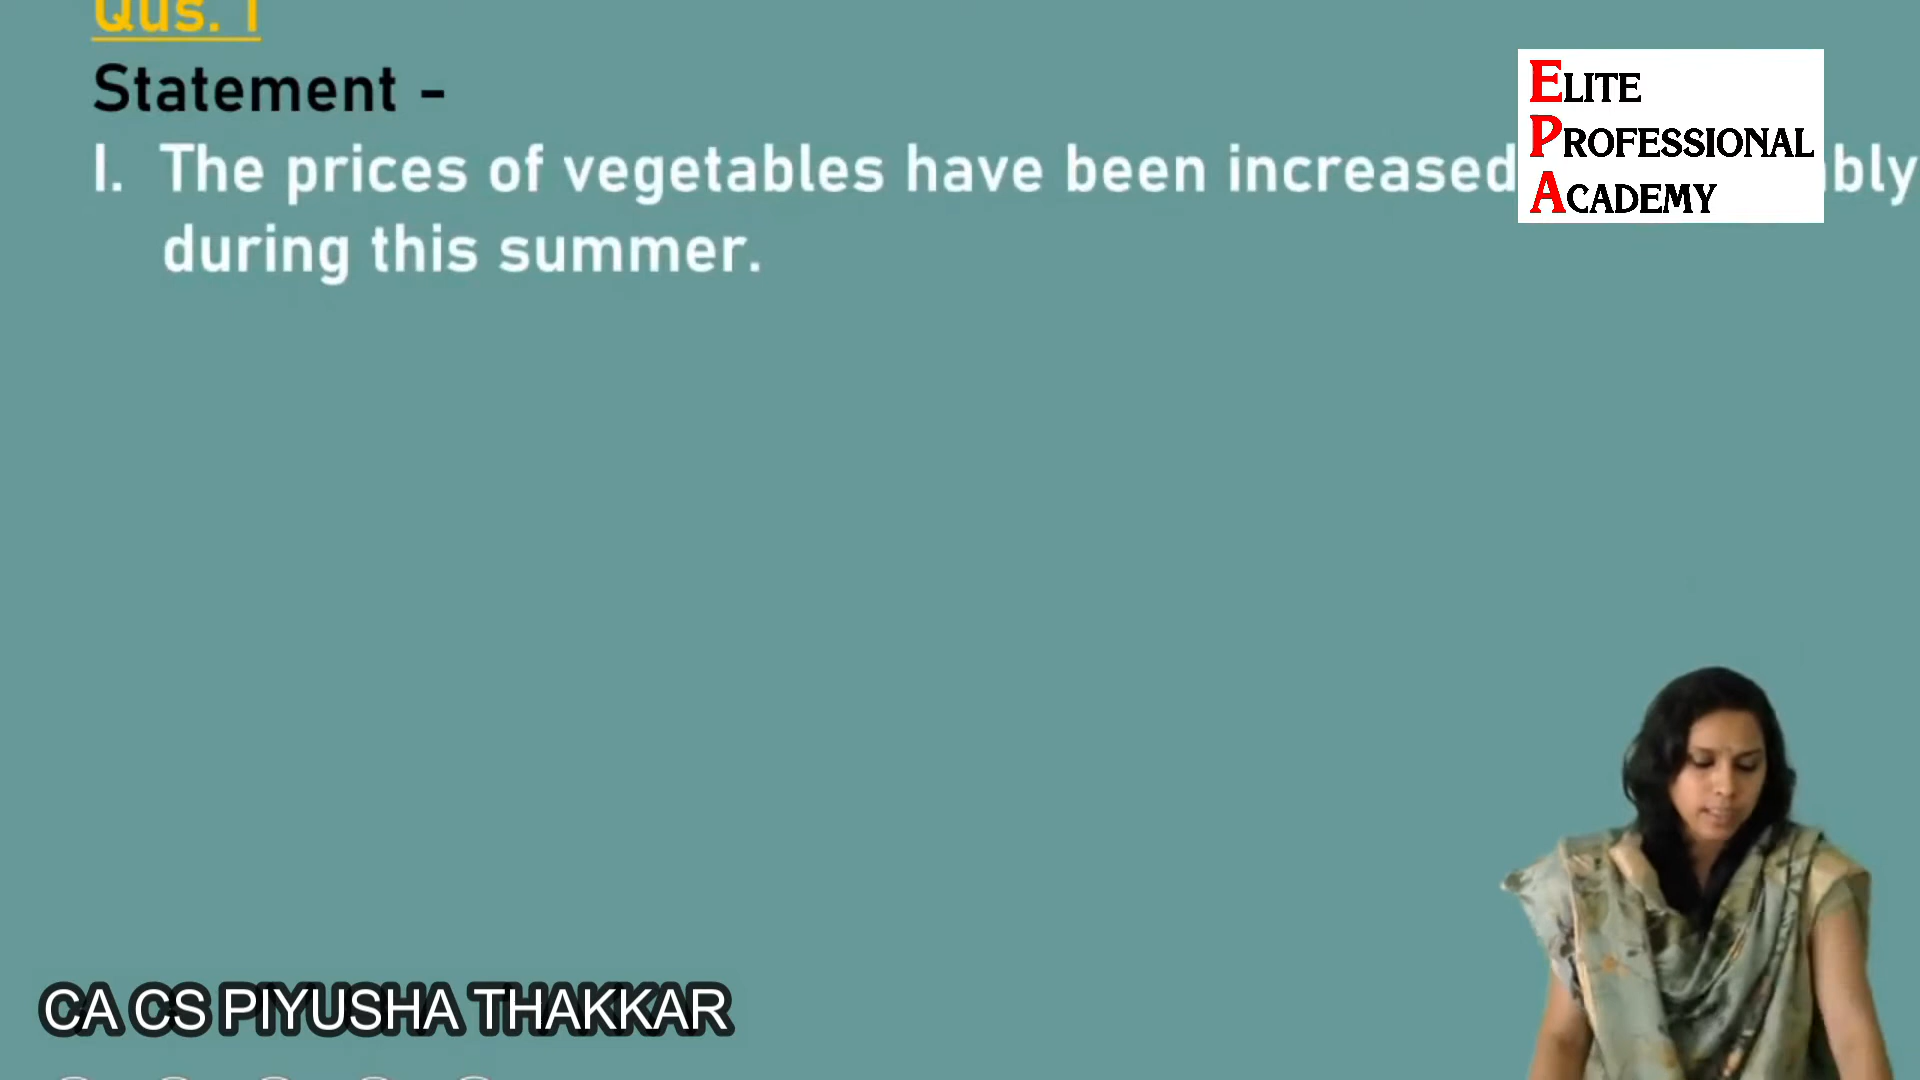 Qus. 1
Statement -
I. The prices of vegetables have been increased
during this summer.
ELITE
PROFESSIONAL
ACADEMY
CA CS PIYUSHA THAKKAR